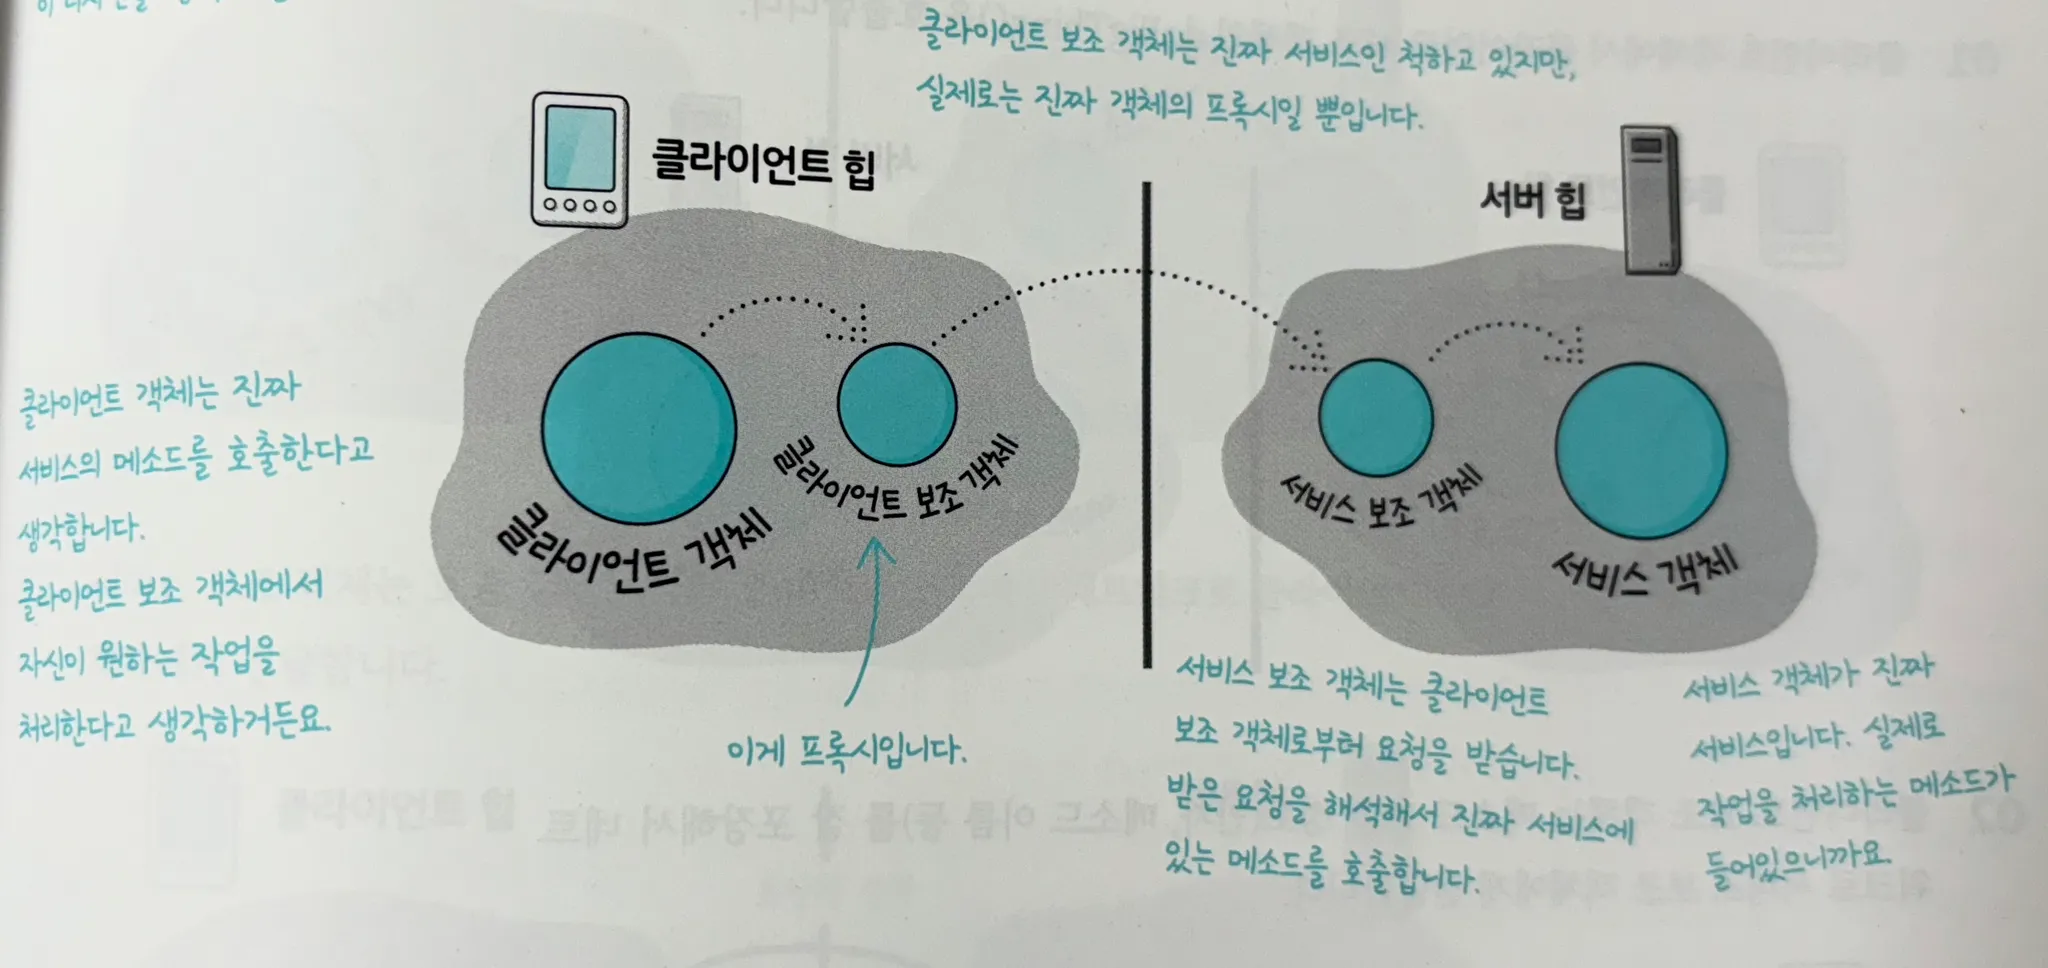 클라이언트 보조 객체는 진짜 서비스인 척하고 있지만,
실제로는 진짜 객체의 프록시일 뿐입니다.
클라이언트 힙
서버 힙
클라이언트 객체는 진짜
서비스의 메소드를 호출한다고
생각합니다.
클라이언트 보조 객체에서
자신이 원하는 작업을
처리한다고 생각하거든요.
클라이언트 객체
클라이언트 보조 객체
서비스 보조 객체
서비스 객체
이게 프록시입니다.
서비스 보조 객체는 클라이언트
보조 객체로부터 요청을 받습니다.
받은 요청을 해석해서 진짜 서비스에
있는 메소드를 호출합니다.
서비스 객체가 진짜
서비스입니다. 실제로
작업을 처리하는 메소드가
들어있으니까요.